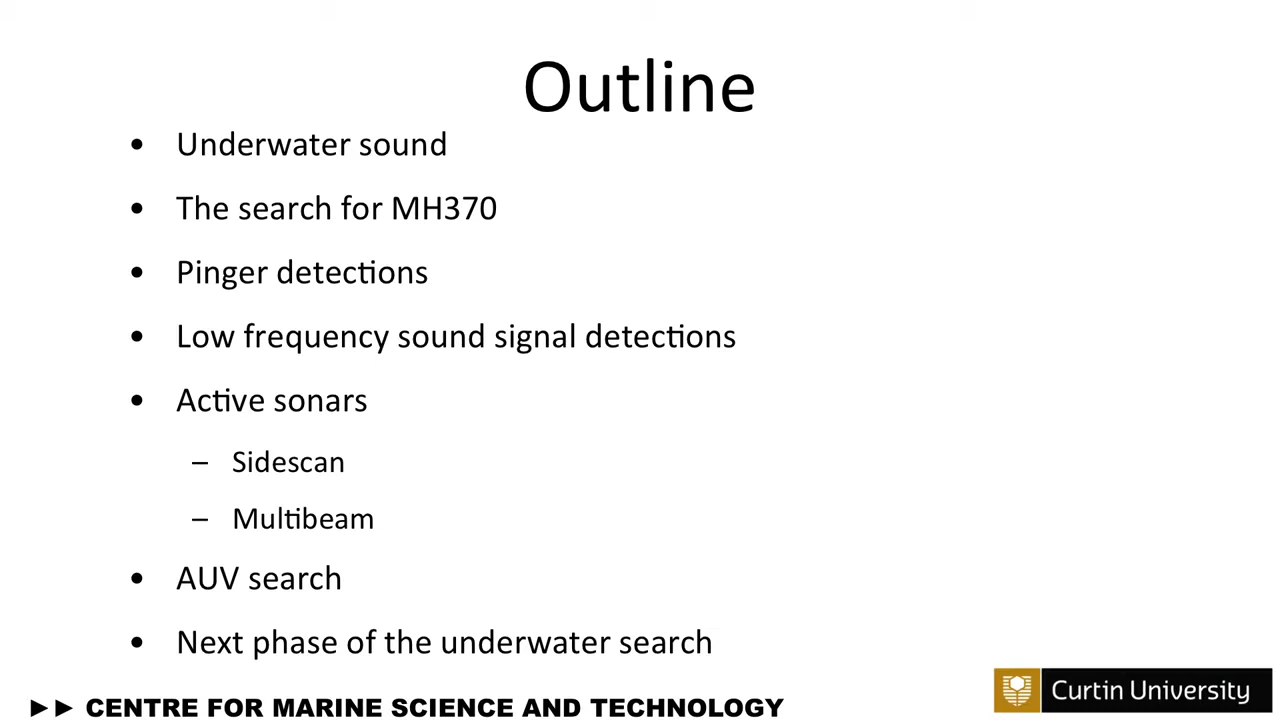 Outline
• Underwater sound
• The search for MH370
• Pinger detections
• Low frequency sound signal detections
• Active sonars
– Sidescan
– Multibeam
• AUV search
• Next phase of the underwater search
►► CENTRE FOR MARINE SCIENCE AND TECHNOLOGY
Curtin University